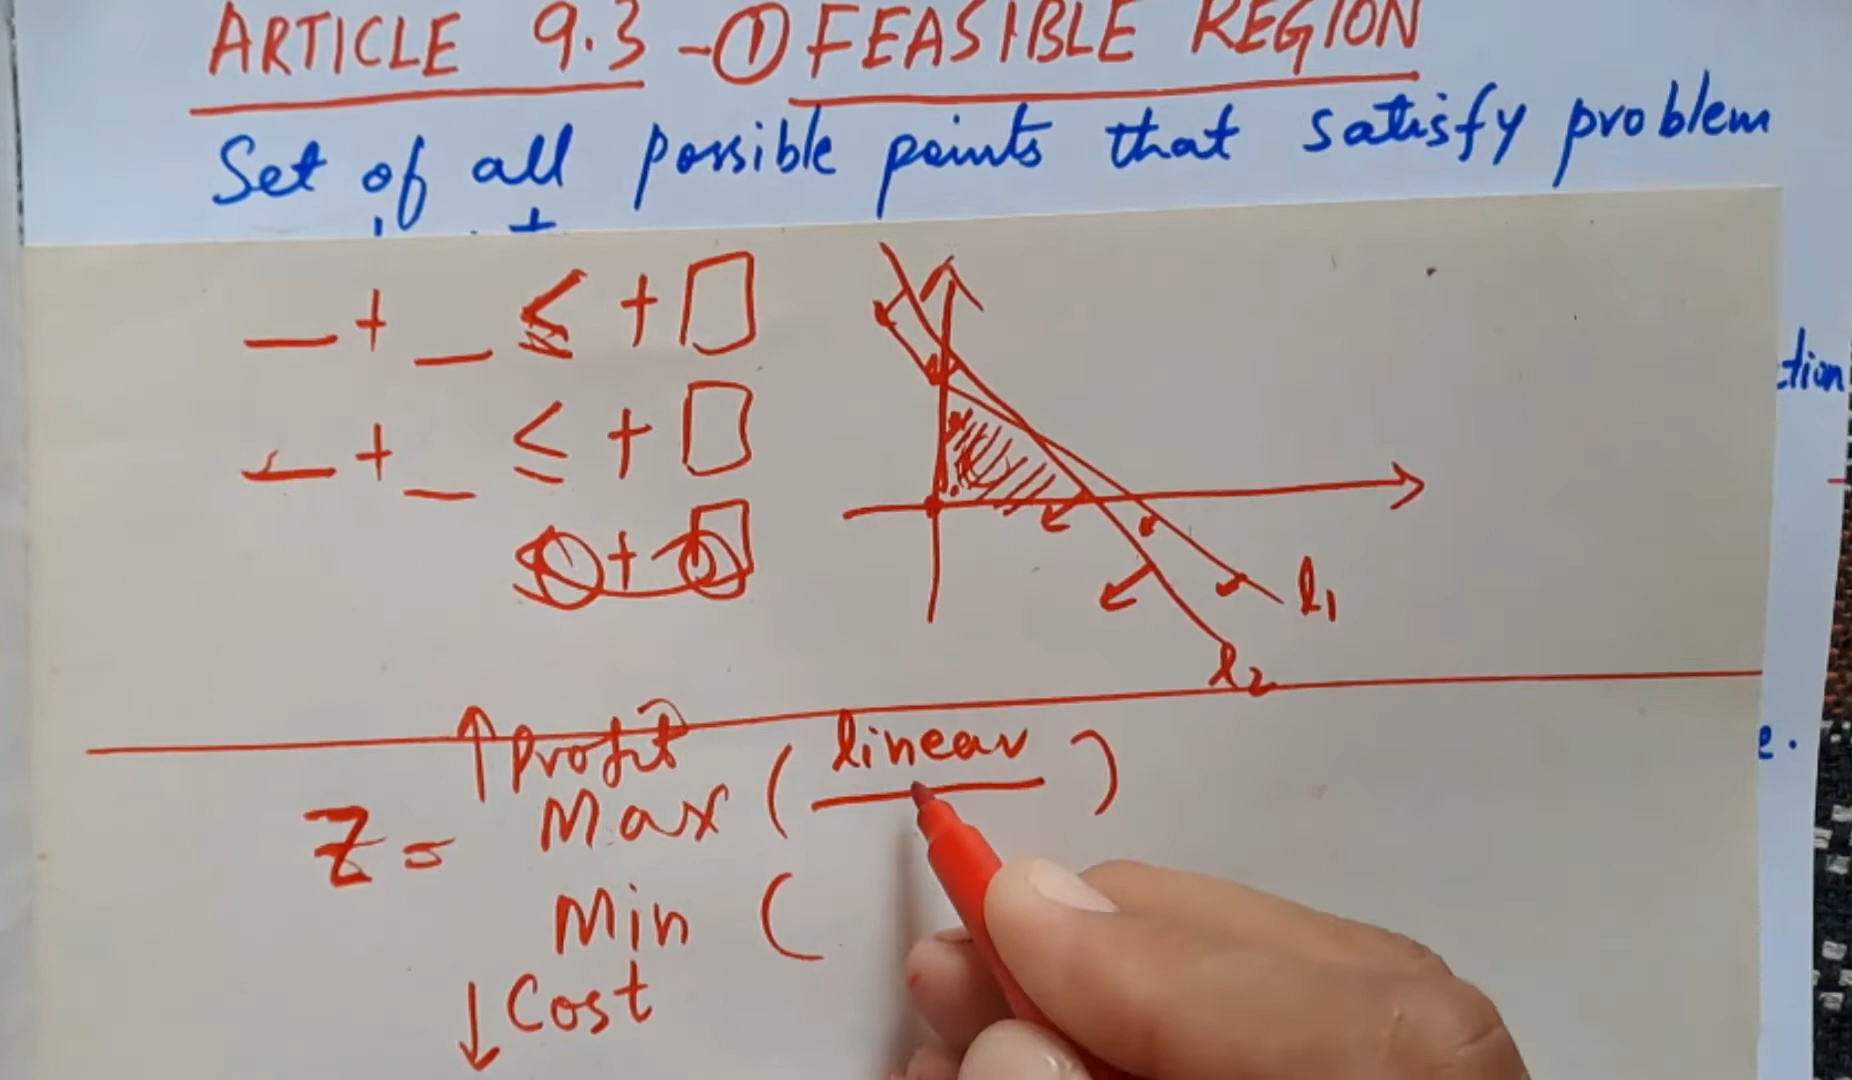 ARTICLE 9.3 - ① FEASIBLE REGION
Set of all possible points that satisfy problem
_ + _ ≤ + □
_ + _ ≤ + □
+
l1
l2
↑ Profit
Z = Max ( linear )
Min (
↓ Cost
tion
e.